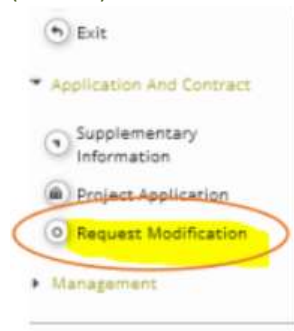 Exit
Application And Contract
Supplementary
Information
Project Application
Request Modification
Management